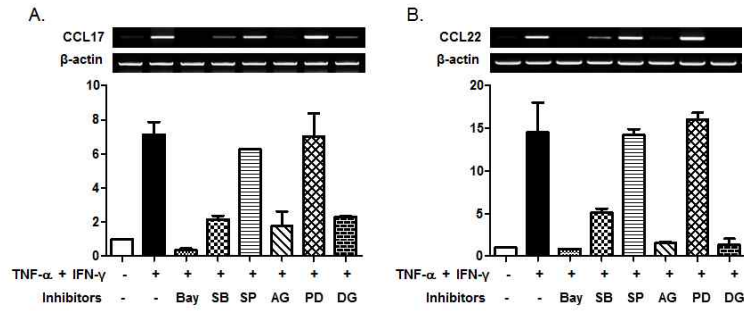 A.
CCL17
β-actin
10
8
6
4
2
0
TNF-α + IFN-γ - + + + + + + +
Inhibitors - - Bay SB SP AG PD DG
B.
CCL22
β-actin
20
15
10
5
0
TNF-α + IFN-γ - + + + + + + +
Inhibitors - - Bay SB SP AG PD DG